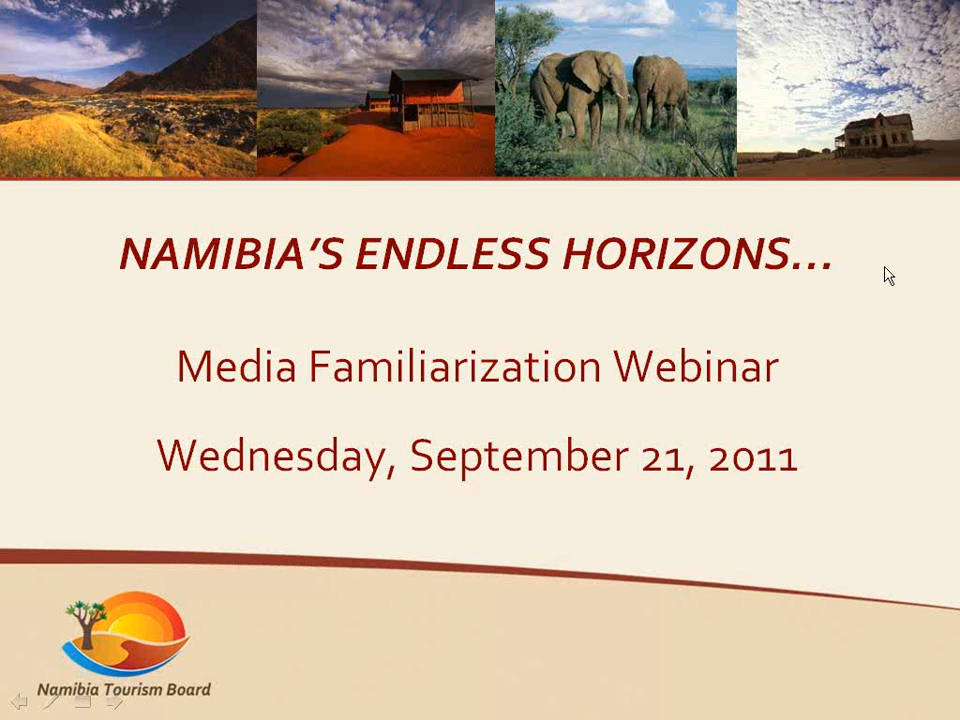 NAMIBIA’S ENDLESS HORIZONS…
Media Familiarization Webinar
Wednesday, September 21, 2011
Namibia Tourism Board